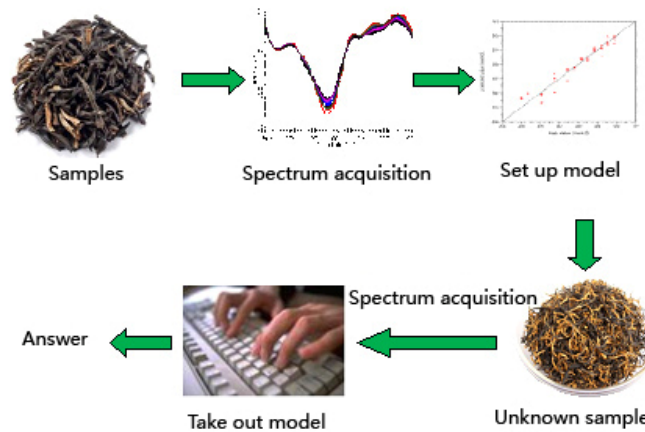 Samples
Spectrum acquisition
Set up model
Spectrum acquisition
Answer
Take out model
Unknown sample